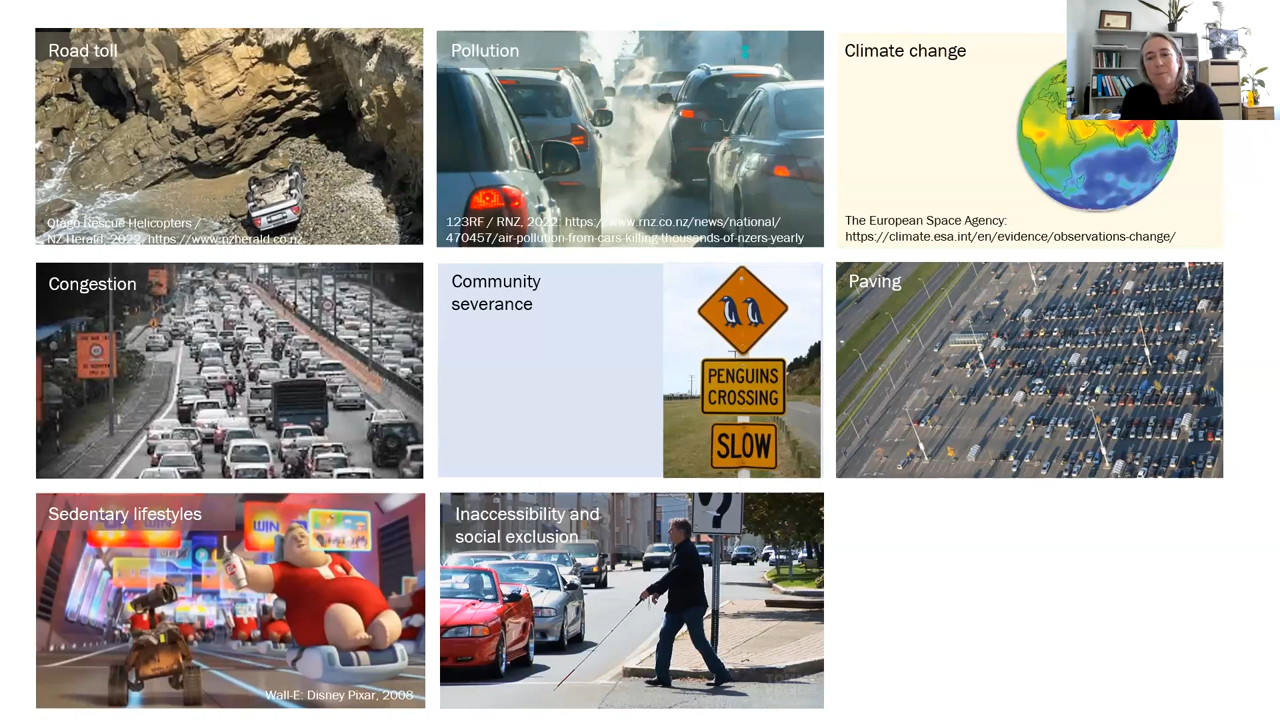 Road toll
Otago Rescue Helicopters /
NZ Herald, 2022, https://www.nzherald.co.nz
Pollution
123RF / RNZ, 2022: https://www.rnz.co.nz/news/national/
470457/air-pollution-from-cars-killing-thousands-of-nzers-yearly
Climate change
The European Space Agency:
https://climate.esa.int/en/evidence/observations-change/
Congestion
Community
severance
PENGUINS
CROSSING
SLOW
Paving
Sedentary lifestyles
WIN
WIN
Wall-E: Disney Pixar, 2008
Inaccessibility and
social exclusion